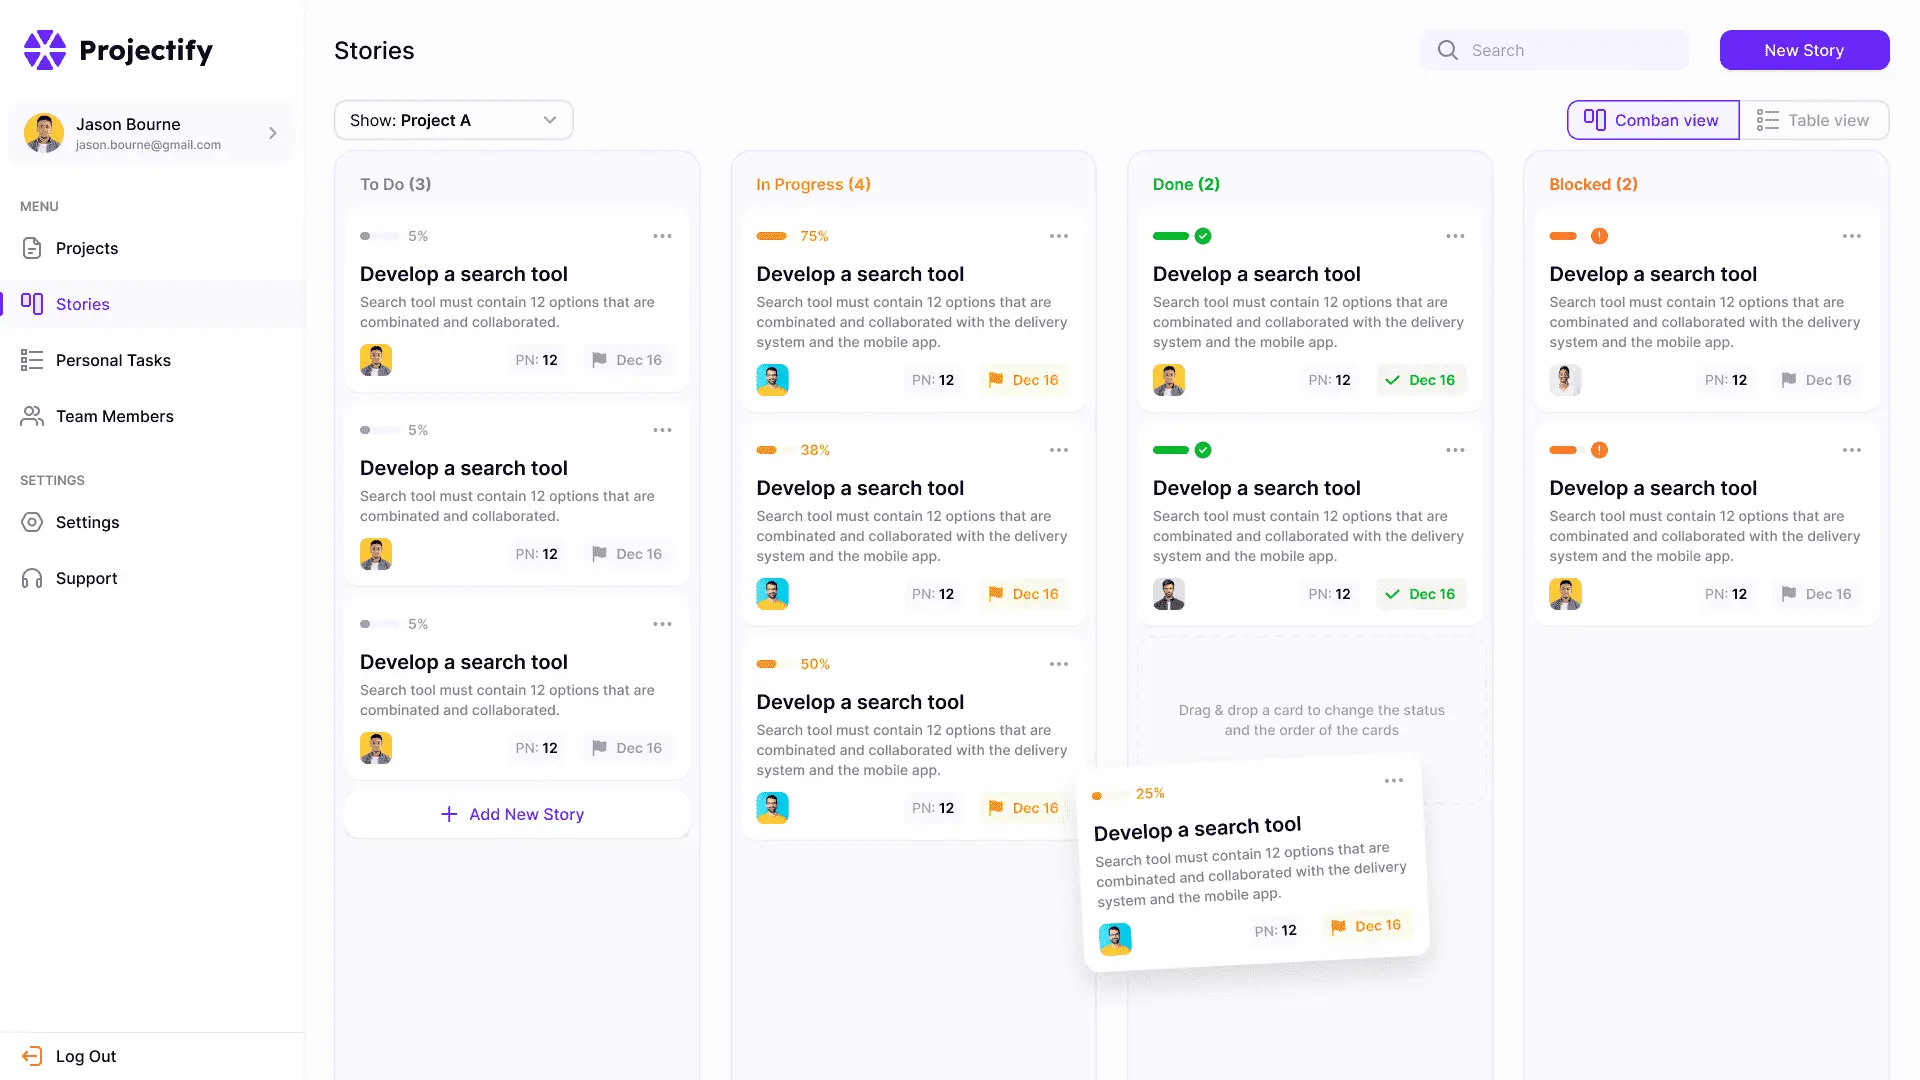 Projectify
Jason Bourne
jason.bourne@gmail.com
MENU
Projects
Stories
Personal Tasks
Team Members
SETTINGS
Settings
Support
Log Out
Stories
Search
New Story
Show: Project A
Comban view
Table view
To Do (3)
5%
Develop a search tool
Search tool must contain 12 options that are
combinated and collaborated.
PN: 12
Dec 16
5%
Develop a search tool
Search tool must contain 12 options that are
combinated and collaborated.
PN: 12
Dec 16
5%
Develop a search tool
Search tool must contain 12 options that are
combinated and collaborated.
PN: 12
Dec 16
Add New Story
In Progress (4)
75%
Develop a search tool
Search tool must contain 12 options that are
combinated and collaborated with the delivery
system and the mobile app.
PN: 12
Dec 16
38%
Develop a search tool
Search tool must contain 12 options that are
combinated and collaborated with the delivery
system and the mobile app.
PN: 12
Dec 16
50%
Develop a search tool
Search tool must contain 12 options that are
combinated and collaborated with the delivery
system and the mobile app.
PN: 12
Dec 16
Done (2)
Develop a search tool
Search tool must contain 12 options that are
combinated and collaborated with the delivery
system and the mobile app.
PN: 12
Dec 16
Develop a search tool
Search tool must contain 12 options that are
combinated and collaborated with the delivery
system and the mobile app.
PN: 12
Dec 16
Drag & drop a card to change the status
and the order of the cards
25%
Develop a search tool
Search tool must contain 12 options that are
combinated and collaborated with the delivery
system and the mobile app.
PN: 12
Dec 16
Blocked (2)
Develop a search tool
Search tool must contain 12 options that are
combinated and collaborated with the delivery
system and the mobile app.
PN: 12
Dec 16
Develop a search tool
Search tool must contain 12 options that are
combinated and collaborated with the delivery
system and the mobile app.
PN: 12
Dec 16